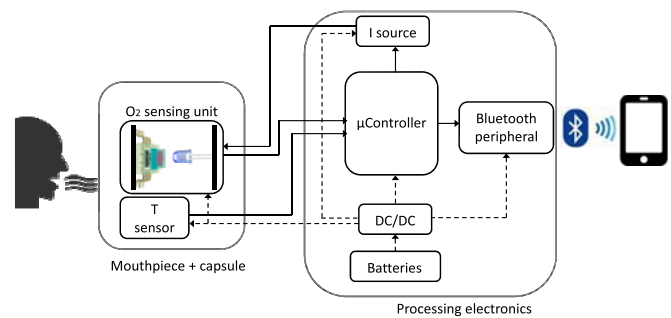 I source
O2 sensing unit
µController
Bluetooth
peripheral
T
sensor
DC/DC
Batteries
Mouthpiece + capsule
Processing electronics